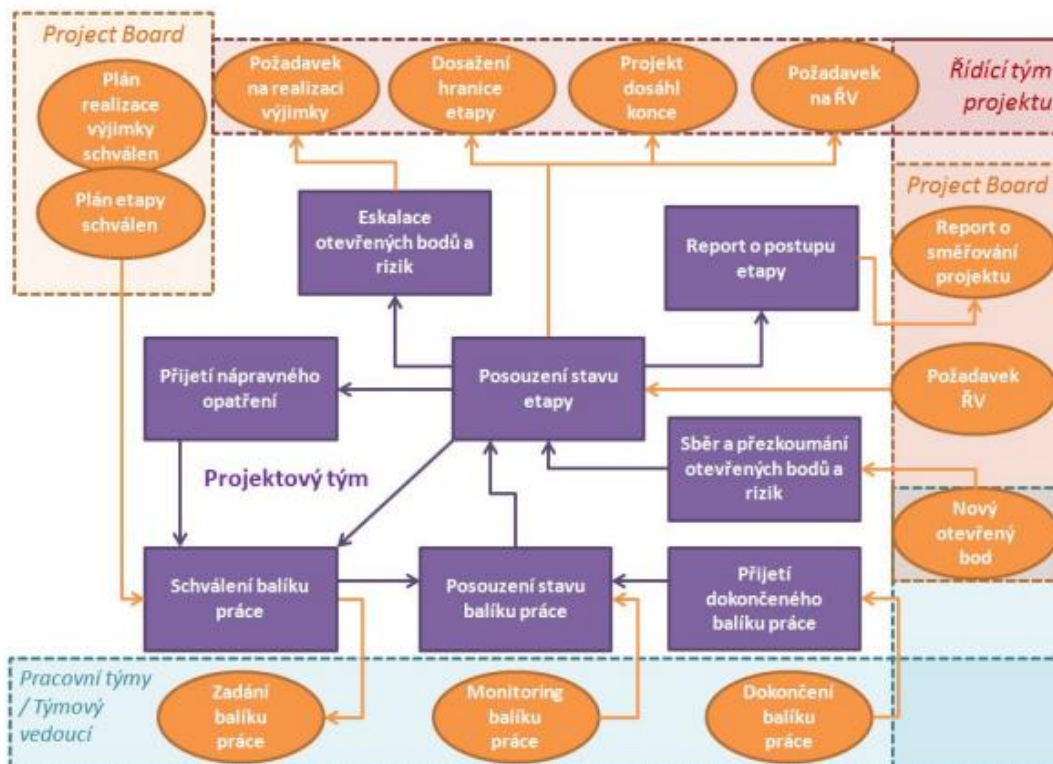 Project Board
Plán
realizace
výjimky
schválen
Plán etapy
schválen
Požadavek
na realizaci
výjimky
Dosažení
hranice
etapy
Projekt
dosáhl
konce
Požadavek
na ŘV
Řídící tým
projektu
Project Board
Eskalace
otevřených bodů a
rizik
Report o postupu
etapy
Report o
směřování
projektu
Přijetí nápravného
opatření
Posouzení stavu
etapy
Požadavek
ŘV
Projektový tým
Sběr a přezkoumání
otevřených bodů a
rizik
Nový
otevřený
bod
Schválení balíku
práce
Posouzení stavu
balíku práce
Přijetí
dokončeného
balíku práce
Pracovní týmy
/ Týmový
vedoucí
Zadání
balíku
práce
Monitoring
balíku
práce
Dokončení
balíku
práce